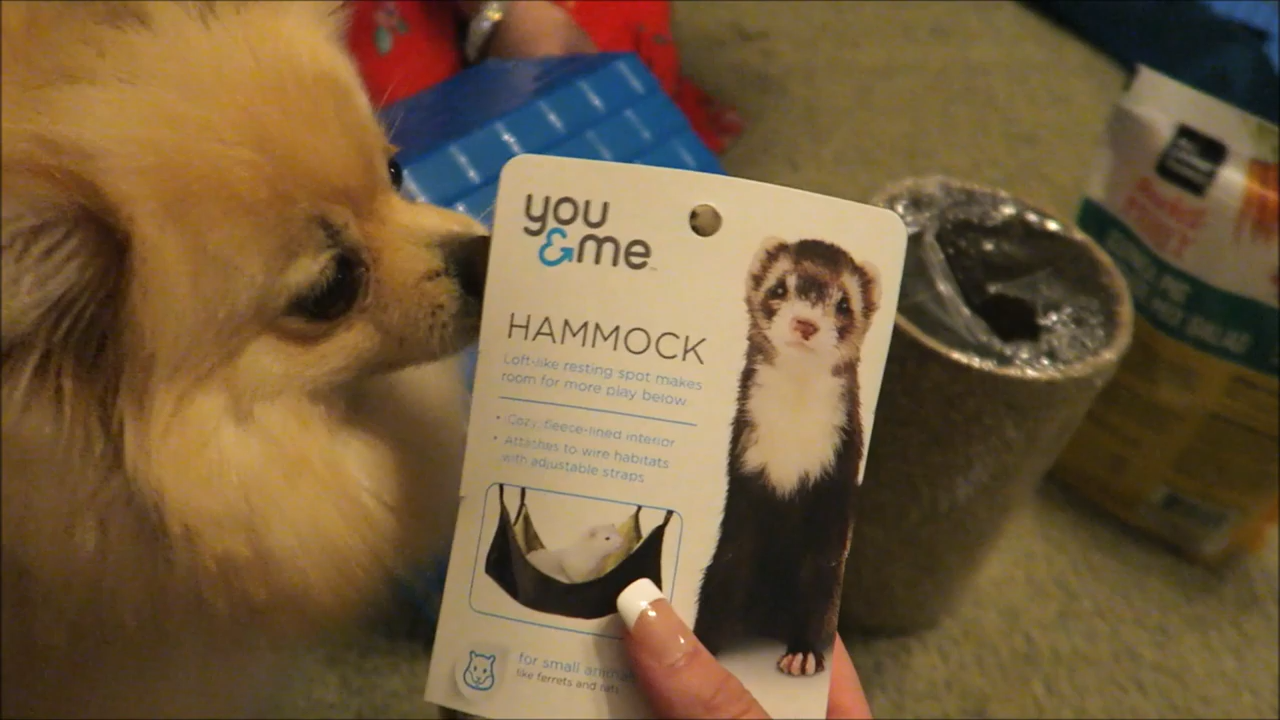 you
&me
HAMMOCK
Loft-like resting spot makes
room for more play below.
• Cozy, fleece-lined interior
• Attaches to wire habitats
with adjustable straps
for small
like ferrets and rats